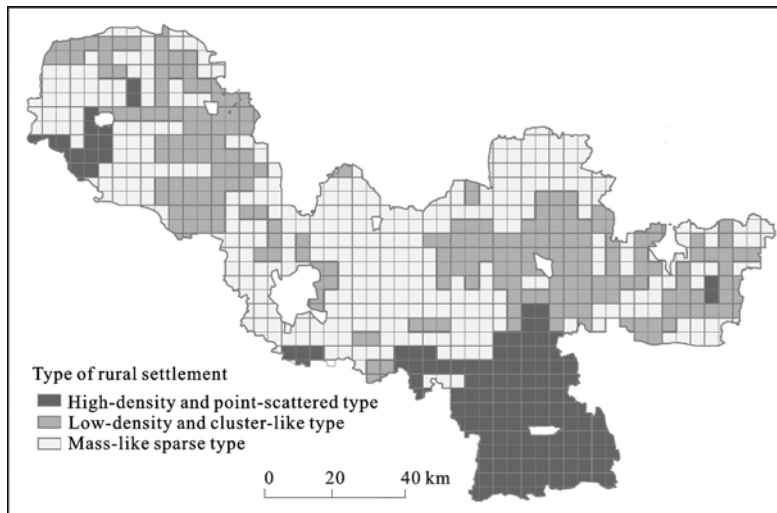 Type of rural settlement
High-density and point-scattered type
Low-density and cluster-like type
Mass-like sparse type
0 20 40 km